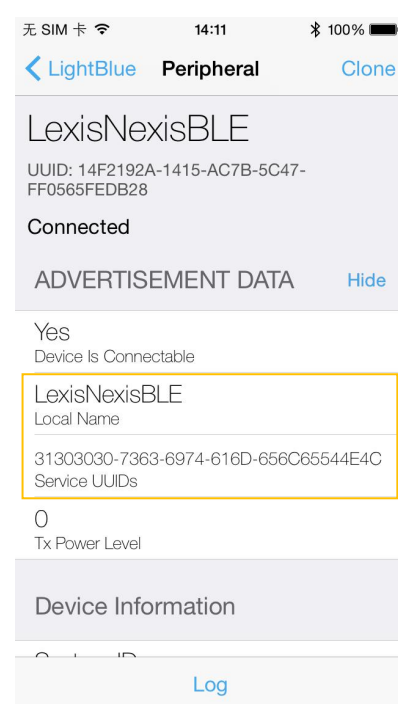 无 SIM 卡 14:11 100%
LightBlue Peripheral Clone
LexisNexisBLE
UUID: 14F2192A-1415-AC7B-5C47-
FF0565FEDB28
Connected
ADVERTISEMENT DATA Hide
Yes
Device Is Connectable
LexisNexisBLE
Local Name
31303030-7363-6974-616D-656C65544E4C
Service UUIDs
0
Tx Power Level
Device Information
Log